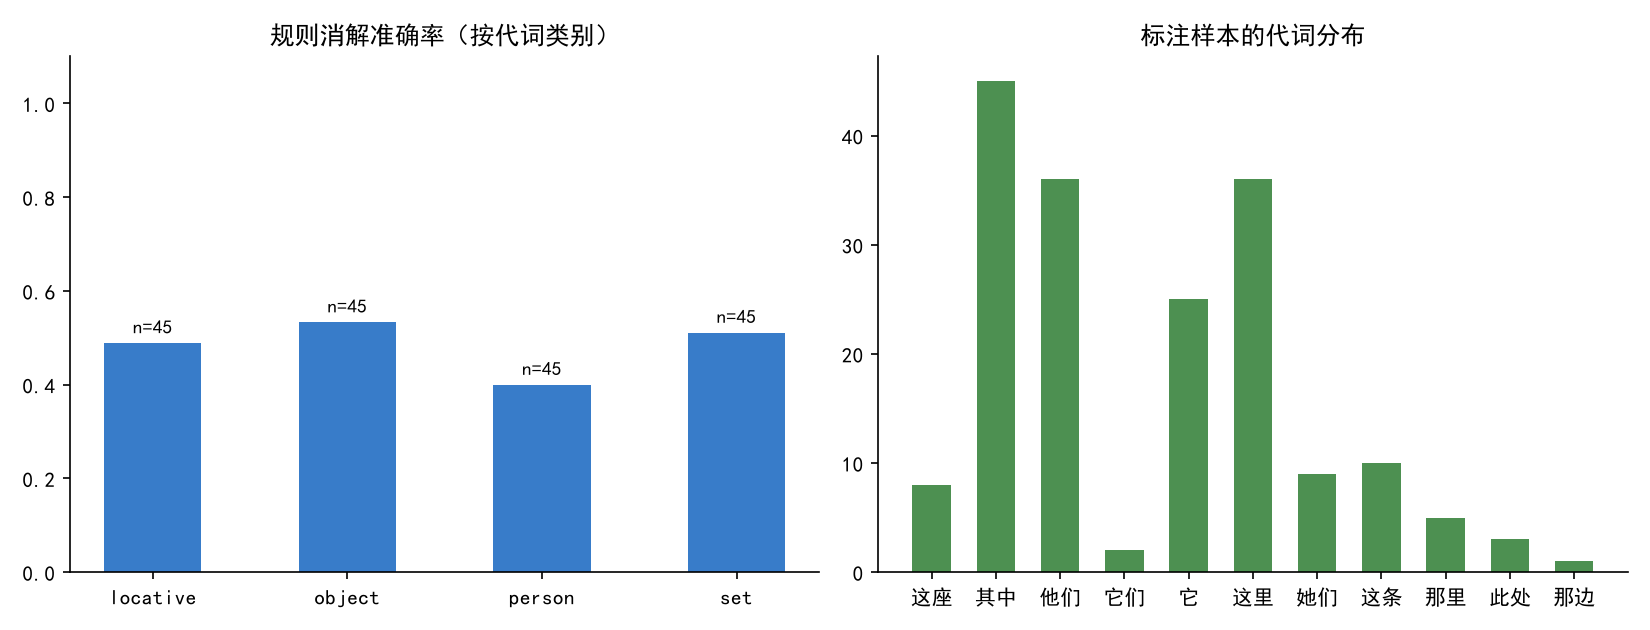 规则消解准确率（按代词类别）
1.0
0.8
0.6
0.4
0.2
0.0
n=45
n=45
n=45
n=45
locative object person set
标注样本的代词分布
40
30
20
10
0
这座 其中 他们 它们 它 这里 她们 这条 那里 此处 那边